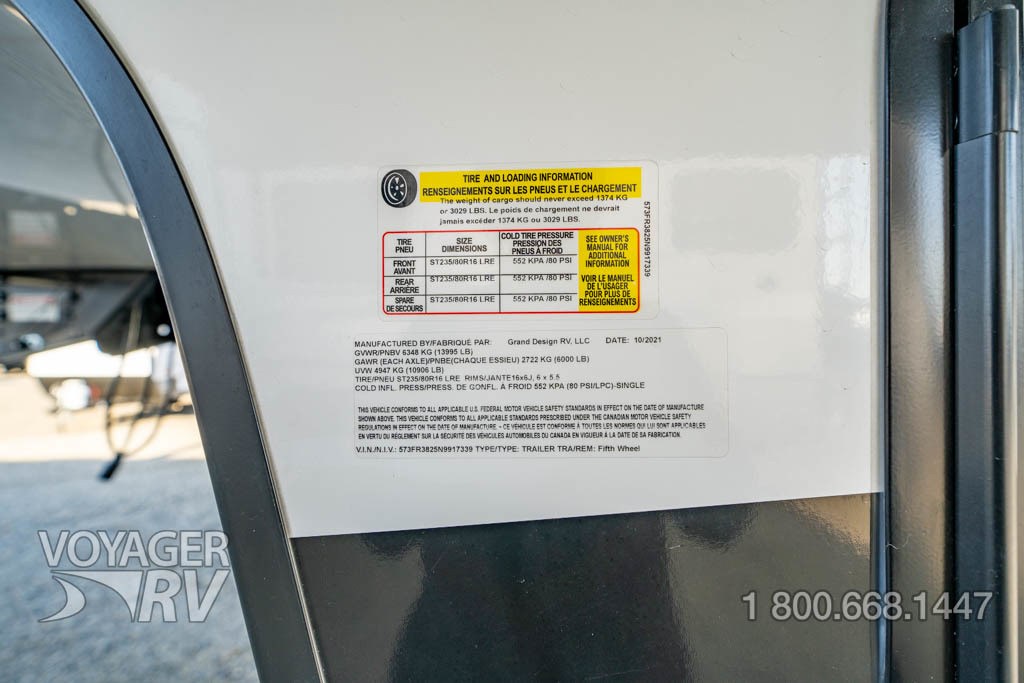 TIRE AND LOADING INFORMATION
RENSEIGNEMENTS SUR LES PNEUS ET LE CHARGEMENT
The weight of cargo should never exceed 1374 KG
or 3029 LBS. Le poids de chargement ne devrait
jamais excéder 1374 KG ou 3029 LBS.
573FR3825N9917339
TIRE
PNEU
SIZE
DIMENSIONS
COLD TIRE PRESSURE
PRESSION DES
PNEUS À FROID
SEE OWNER'S
MANUAL FOR
ADDITIONAL
INFORMATION
VOIR LE MANUEL
DE L'USAGER
POUR PLUS DE
RENSEIGNEMENTS
FRONT
AVANT
ST235/80R16 LRE
552 KPA /80 PSI
REAR
ARRIÈRE
ST235/80R16 LRE
552 KPA /80 PSI
SPARE
DE SECOURS
ST235/80R16 LRE
552 KPA /80 PSI
MANUFACTURED BY/FABRIQUÉ PAR: Grand Design RV, LLC DATE: 10/2021
GVWR/PNBV 6348 KG (13995 LB)
GAWR (EACH AXLE)/PNBE(CHAQUE ESSIEU) 2722 KG (6000 LB)
UVW 4947 KG (10906 LB)
TIRE/PNEU ST235/80R16 LRE RIMS/JANTE16x6J, 6 x 5.5
COLD INFL. PRESS/PRESS. DE GONFL. À FROID 552 KPA (80 PSI/LPC)-SINGLE
THIS VEHICLE CONFORMS TO ALL APPLICABLE U.S. FEDERAL MOTOR VEHICLE SAFETY STANDARDS IN EFFECT ON THE DATE OF MANUFACTURE
SHOWN ABOVE. THIS VEHICLE CONFORMS TO ALL APPLICABLE STANDARDS PRESCRIBED UNDER THE CANADIAN MOTOR VEHICLE SAFETY
REGULATIONS IN EFFECT ON THE DATE OF MANUFACTURE. - CE VÉHICULE EST CONFORME À TOUTES LES NORMES QUI LUI SONT APPLICABLES
EN VERTU DU RÈGLEMENT SUR LA SÉCURITÉ DES VÉHICULES AUTOMOBILES DU CANADA EN VIGUEUR À LA DATE DE SA FABRICATION.
V.I.N./N.I.V.: 573FR3825N9917339 TYPE/TYPE: TRAILER TRA/REM: Fifth Wheel
VOYAGER
RV
1 800.668.1447